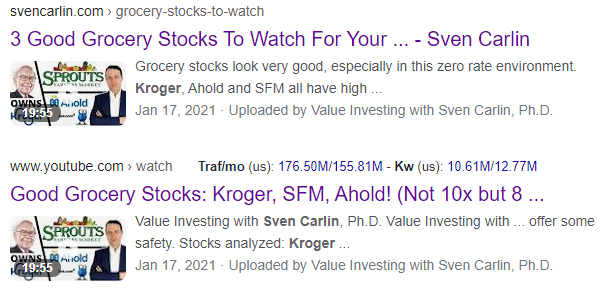 svencarlin.com › grocery-stocks-to-watch
3 Good Grocery Stocks To Watch For Your ... - Sven Carlin
SPROUTS
FARMERS MARKET
OWNS
Ahold
19:55
Grocery stocks look very good, especially in this zero rate environment.
Kroger, Ahold and SFM all have high ...
Jan 17, 2021 · Uploaded by Value Investing with Sven Carlin, Ph.D.
www.youtube.com › watch Traf/mo (us): 176.50M/155.81M - Kw (us): 10.61M/12.77M
Good Grocery Stocks: Kroger, SFM, Ahold! (Not 10x but 8 ...
SPROUTS
FARMERS MARKET
OWNS
Ahold
19:55
Value Investing with Sven Carlin, Ph.D. Value Investing with ... offer some
safety. Stocks analyzed: Kroger ...
Jan 17, 2021 · Uploaded by Value Investing with Sven Carlin, Ph.D.